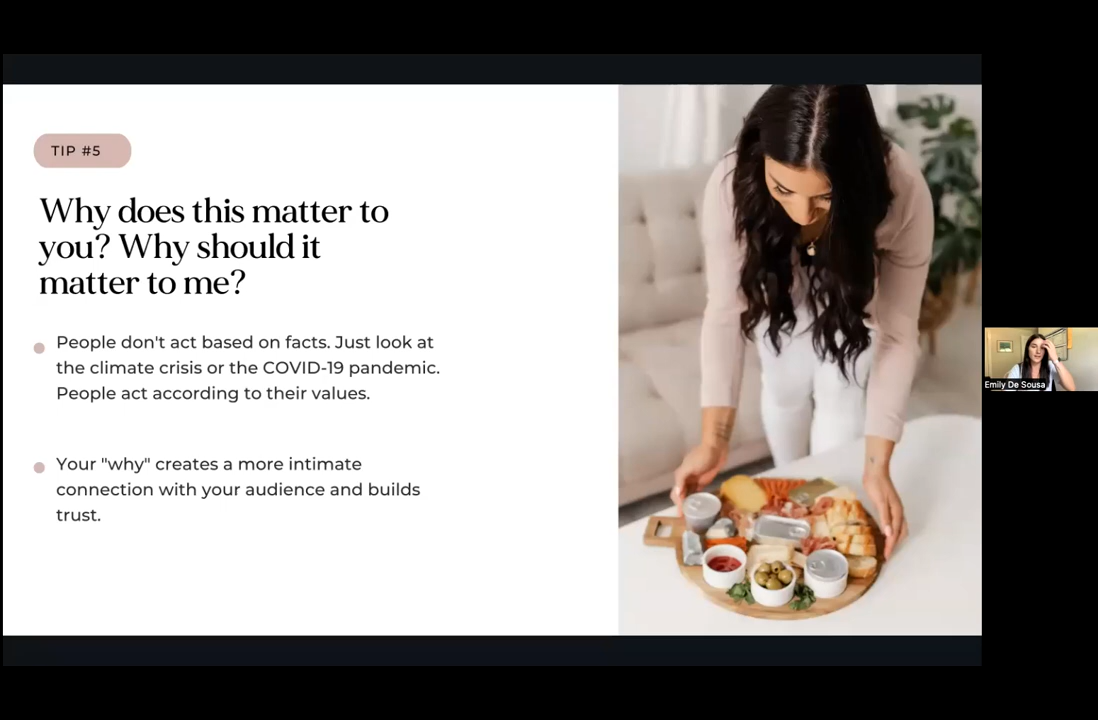 TIP #5
Why does this matter to
you? Why should it
matter to me?
People don't act based on facts. Just look at
the climate crisis or the COVID-19 pandemic.
People act according to their values.
Your "why" creates a more intimate
connection with your audience and builds
trust.
Emily De Sousa